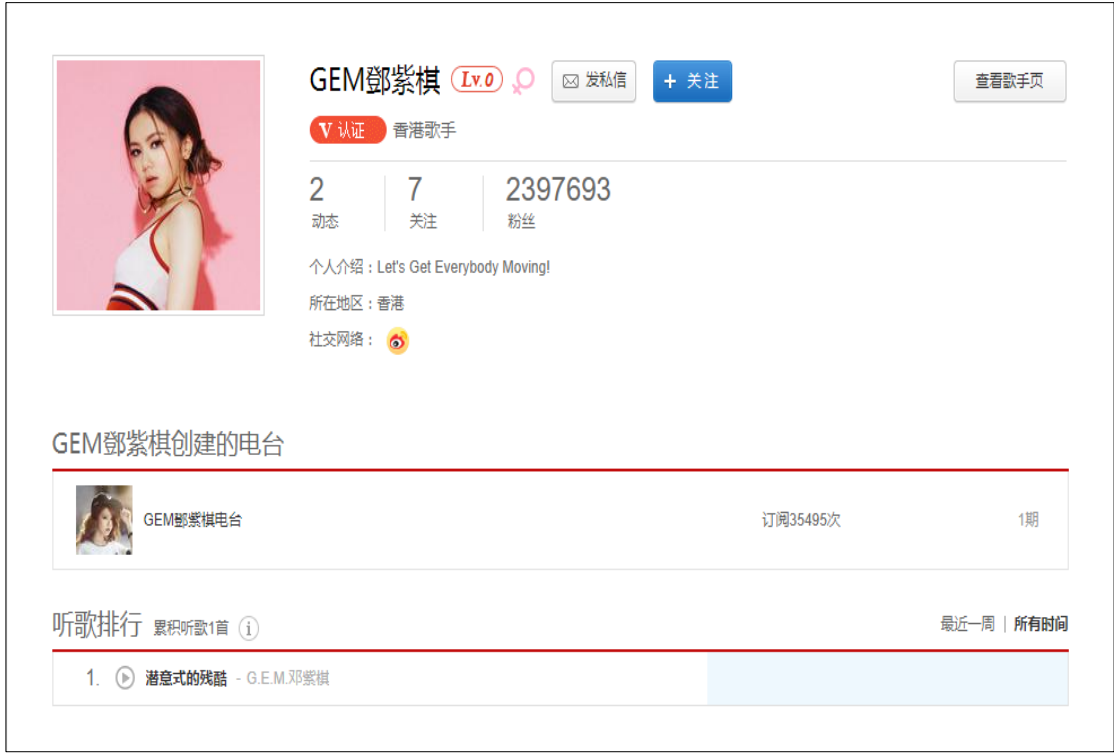 GEM鄧紫棋 Lv.0 发私信 + 关注 查看歌手页
V 认证 香港歌手
2 7 2397693
动态 关注 粉丝
个人介绍：Let's Get Everybody Moving!
所在地区：香港
社交网络：
GEM鄧紫棋创建的电台
GEM鄧紫棋电台 订阅35495次 1期
听歌排行 累积听歌1首 i 最近一周 | 所有时间
1. 潜意式的残酷 - G.E.M.邓紫棋